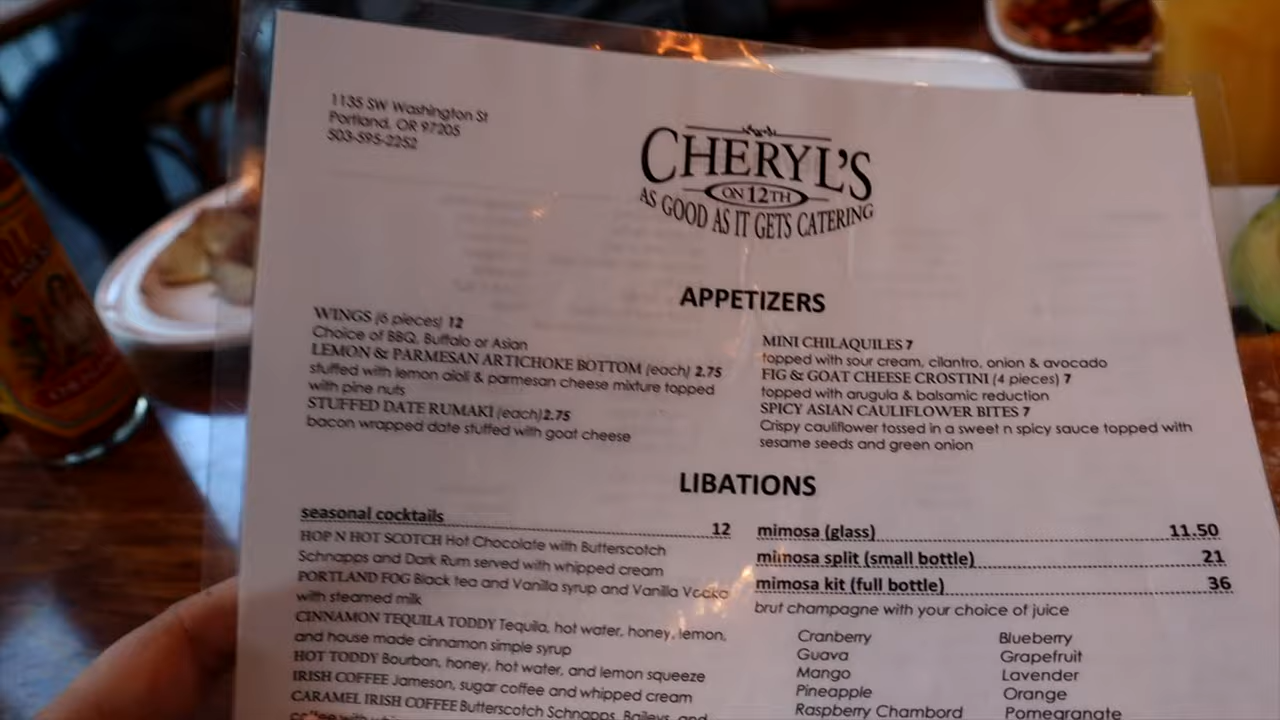 1135 SW Washington St
Portland, OR 97205
503-595-2252
CHERYL'S
ON 12TH
AS GOOD AS IT GETS CATERING
APPETIZERS
WINGS (6 pieces) 12
Choice of BBQ, Buffalo or Asian
LEMON & PARMESAN ARTICHOKE BOTTOM (each) 2.75
stuffed with lemon aioli & parmesan cheese mixture topped
with pine nuts
STUFFED DATE RUMAKI (each)2.75
bacon wrapped date stuffed with goat cheese
MINI CHILAQUILES 7
topped with sour cream, cilantro, onion & avocado
FIG & GOAT CHEESE CROSTINI (4 pieces) 7
topped with arugula & balsamic reduction
SPICY ASIAN CAULIFLOWER BITES 7
Crispy cauliflower tossed in a sweet n spicy sauce topped with
sesame seeds and green onion
LIBATIONS
seasonal cocktails 12
HOP N HOT SCOTCH Hot Chocolate with Butterscotch
Schnapps and Dark Rum served with whipped cream
PORTLAND FOG Black tea and Vanilla syrup and Vanilla Vodka
with steamed milk
CINNAMON TEQUILA TODDY Tequila, hot water, honey, lemon,
and house made cinnamon simple syrup
HOT TODDY Bourbon, honey, hot water, and lemon squeeze
IRISH COFFEE Jameson, sugar coffee and whipped cream
CARAMEL IRISH COFFEE Butterscotch Schnapps, Baileys, and
coffee with
mimosa (glass) 11.50
mimosa split (small bottle) 21
mimosa kit (full bottle) 36
brut champagne with your choice of juice
Cranberry
Guava
Mango
Pineapple
Raspberry Chambord
Blueberry
Grapefruit
Lavender
Orange
Pomegranate